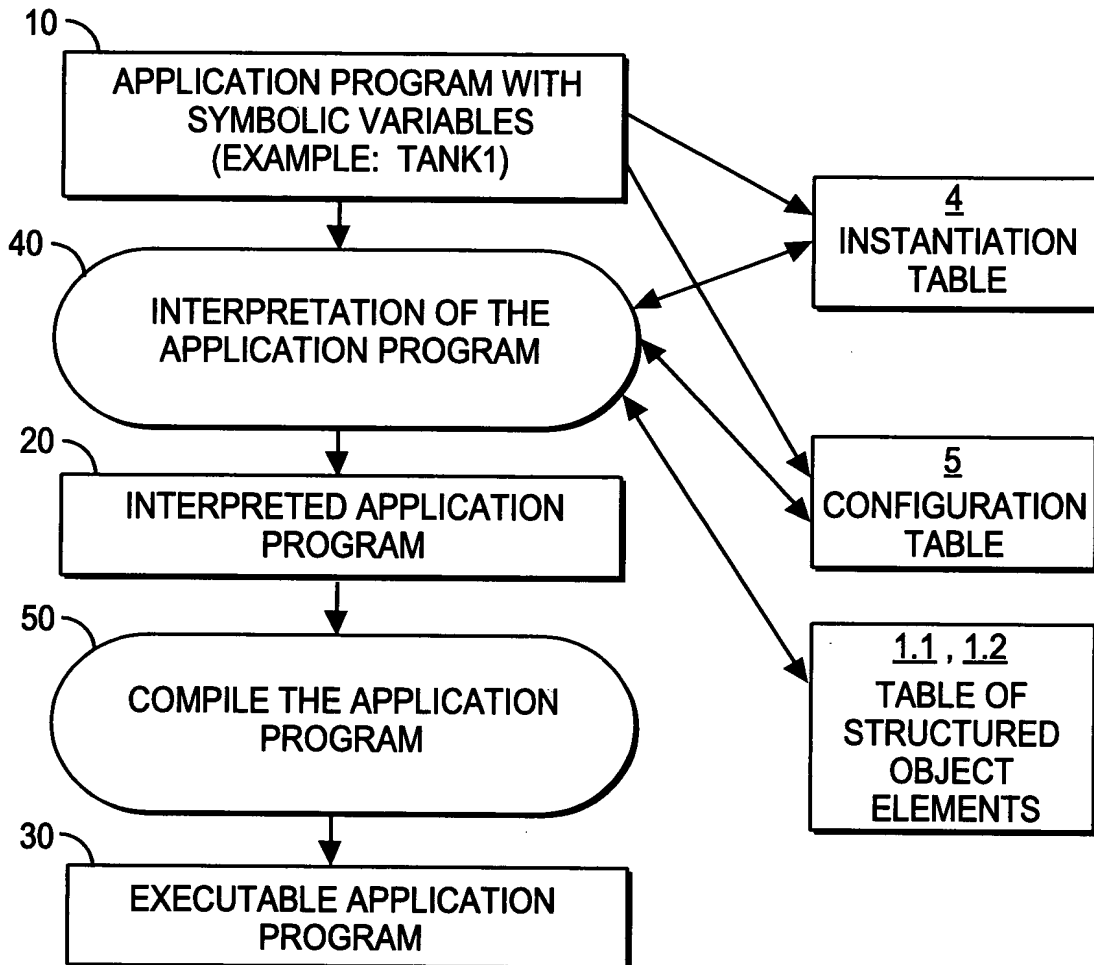 10
APPLICATION PROGRAM WITH
SYMBOLIC VARIABLES
(EXAMPLE: TANK1)
4
INSTANTIATION
TABLE
40
INTERPRETATION OF THE
APPLICATION PROGRAM
20
INTERPRETED APPLICATION
PROGRAM
5
CONFIGURATION
TABLE
50
COMPILE THE APPLICATION
PROGRAM
1.1 , 1.2
TABLE OF
STRUCTURED
OBJECT
ELEMENTS
30
EXECUTABLE APPLICATION
PROGRAM